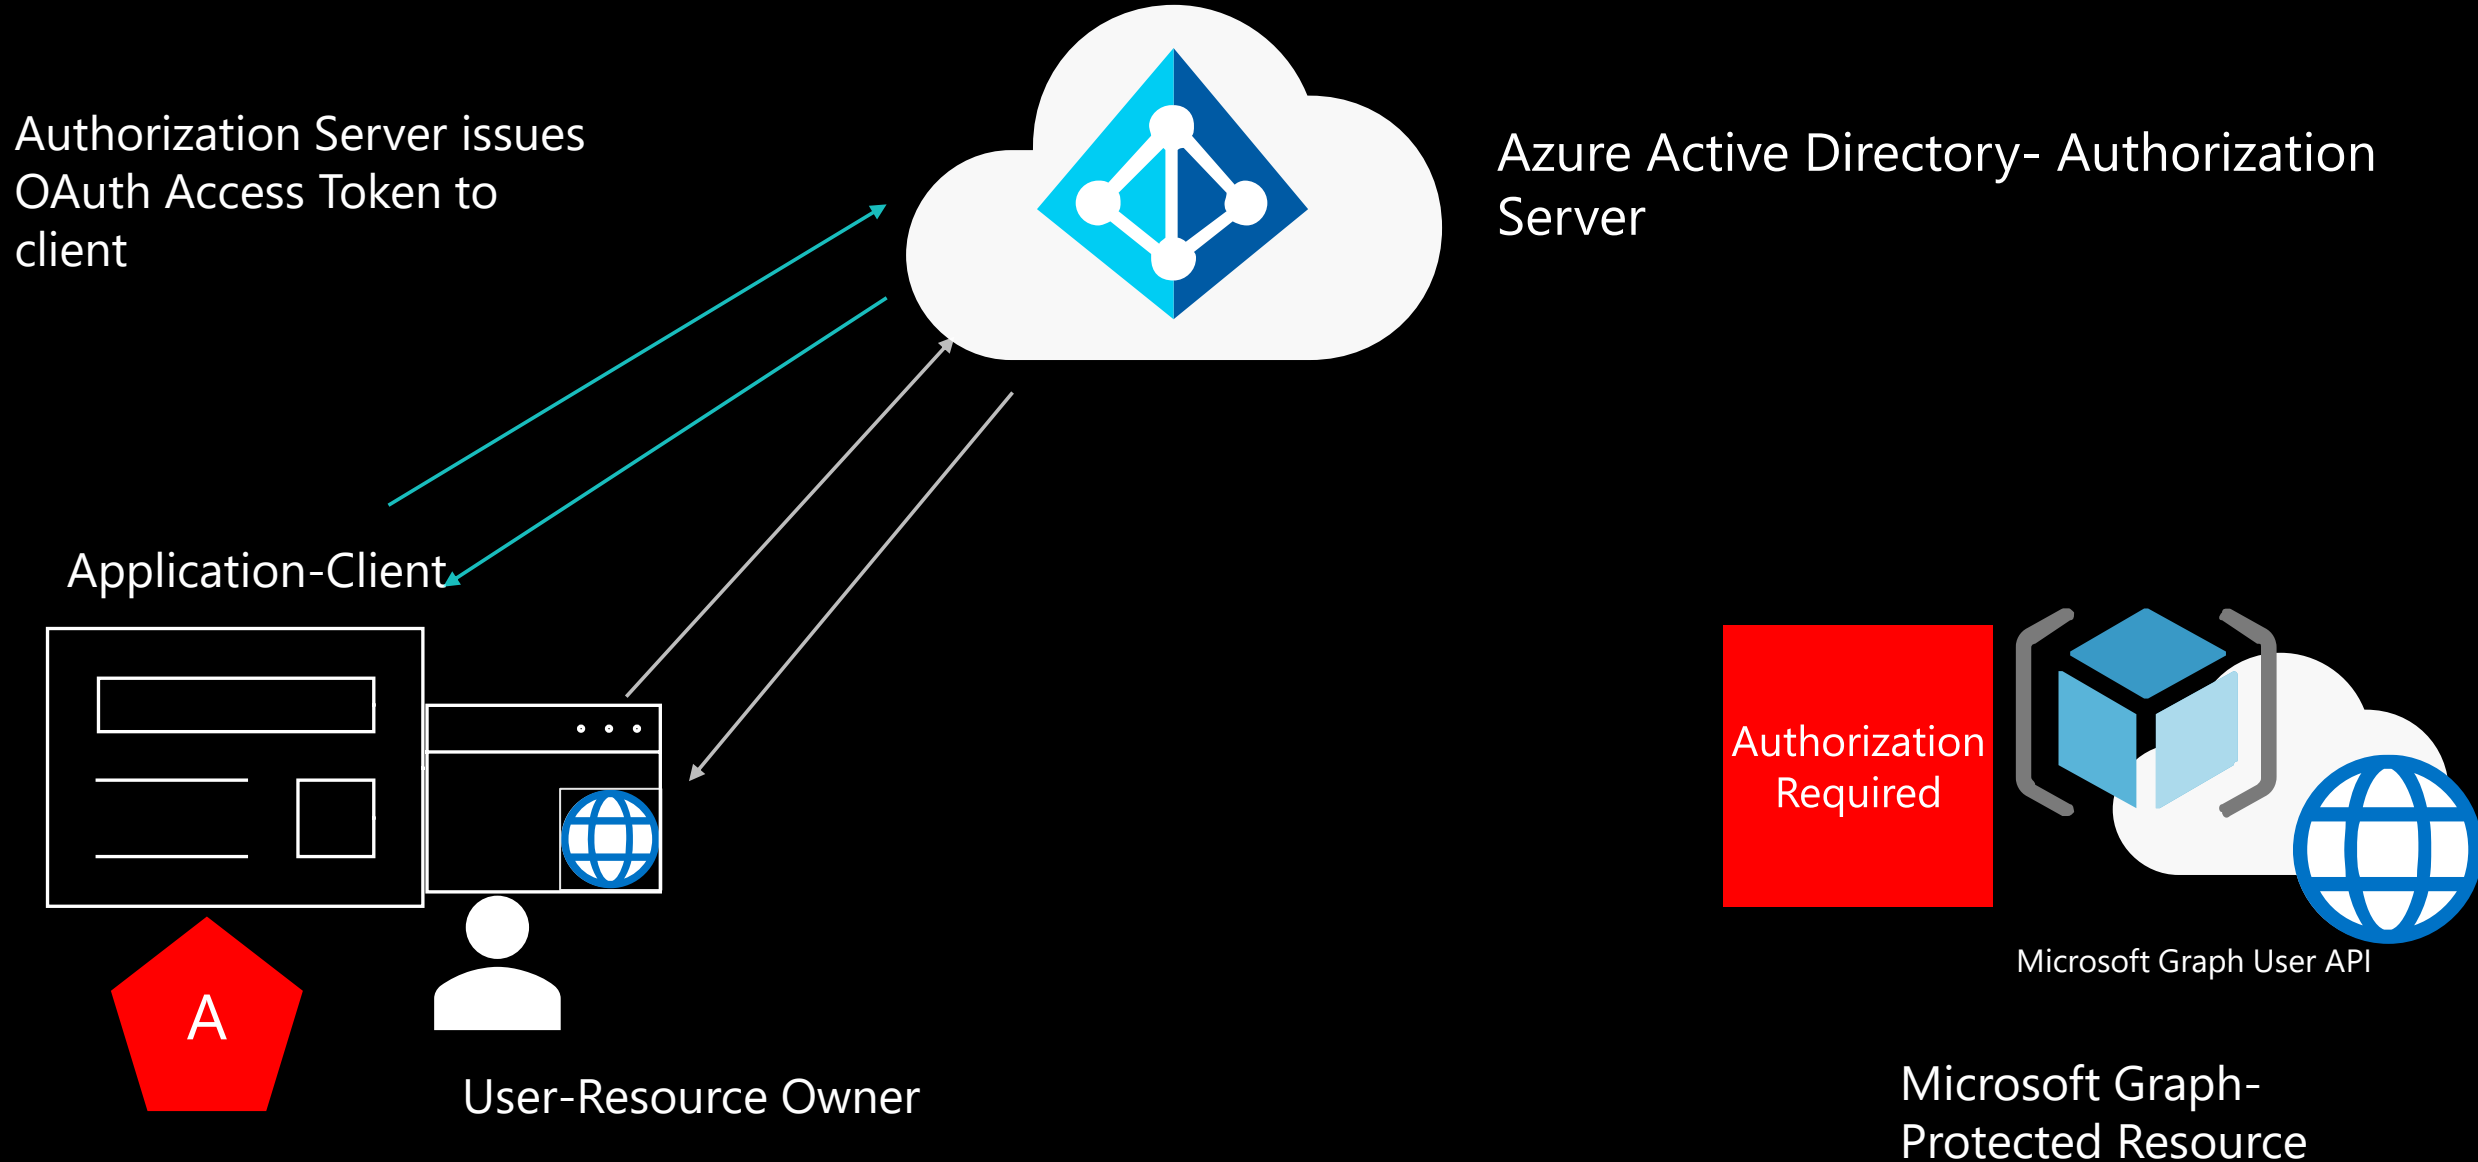 Authorization Server issues
OAuth Access Token to
client
Azure Active Directory- Authorization
Server
Application-Client
Authorization
Required
Microsoft Graph User API
A
User-Resource Owner
Microsoft Graph-
Protected Resource